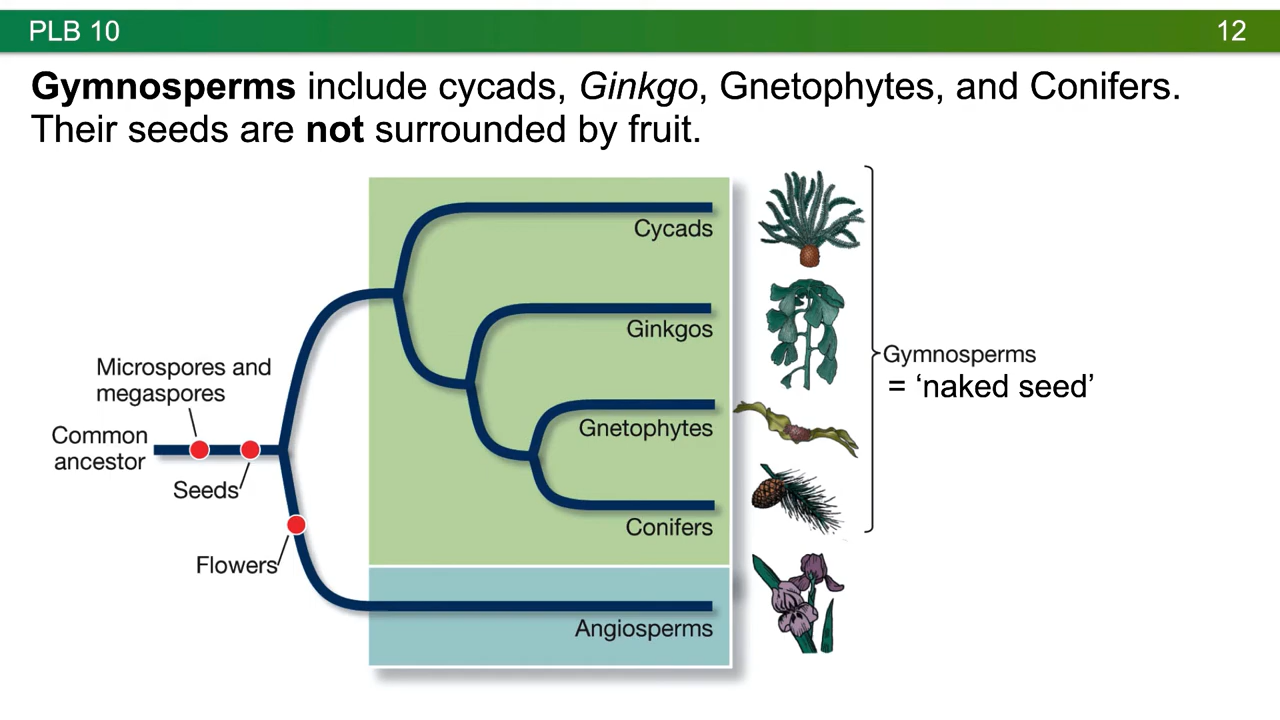 PLB 10
12
Gymnosperms include cycads, Ginkgo, Gnetophytes, and Conifers.
Their seeds are not surrounded by fruit.
Cycads
Ginkgos
Gnetophytes
Conifers
Angiosperms
Microspores and
megaspores
Common
ancestor
Seeds
Flowers
Gymnosperms
= ‘naked seed’